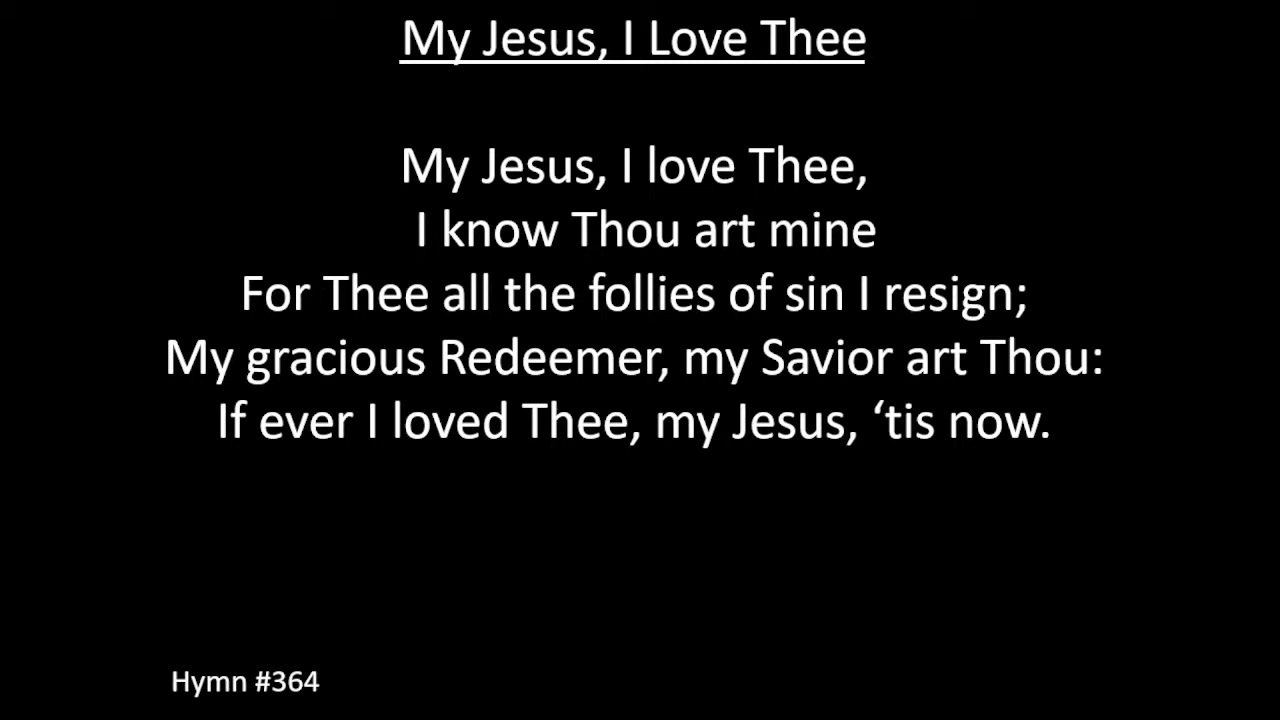 My Jesus, I Love Thee
My Jesus, I love Thee,
I know Thou art mine
For Thee all the follies of sin I resign;
My gracious Redeemer, my Savior art Thou:
If ever I loved Thee, my Jesus, ‘tis now.
Hymn #364